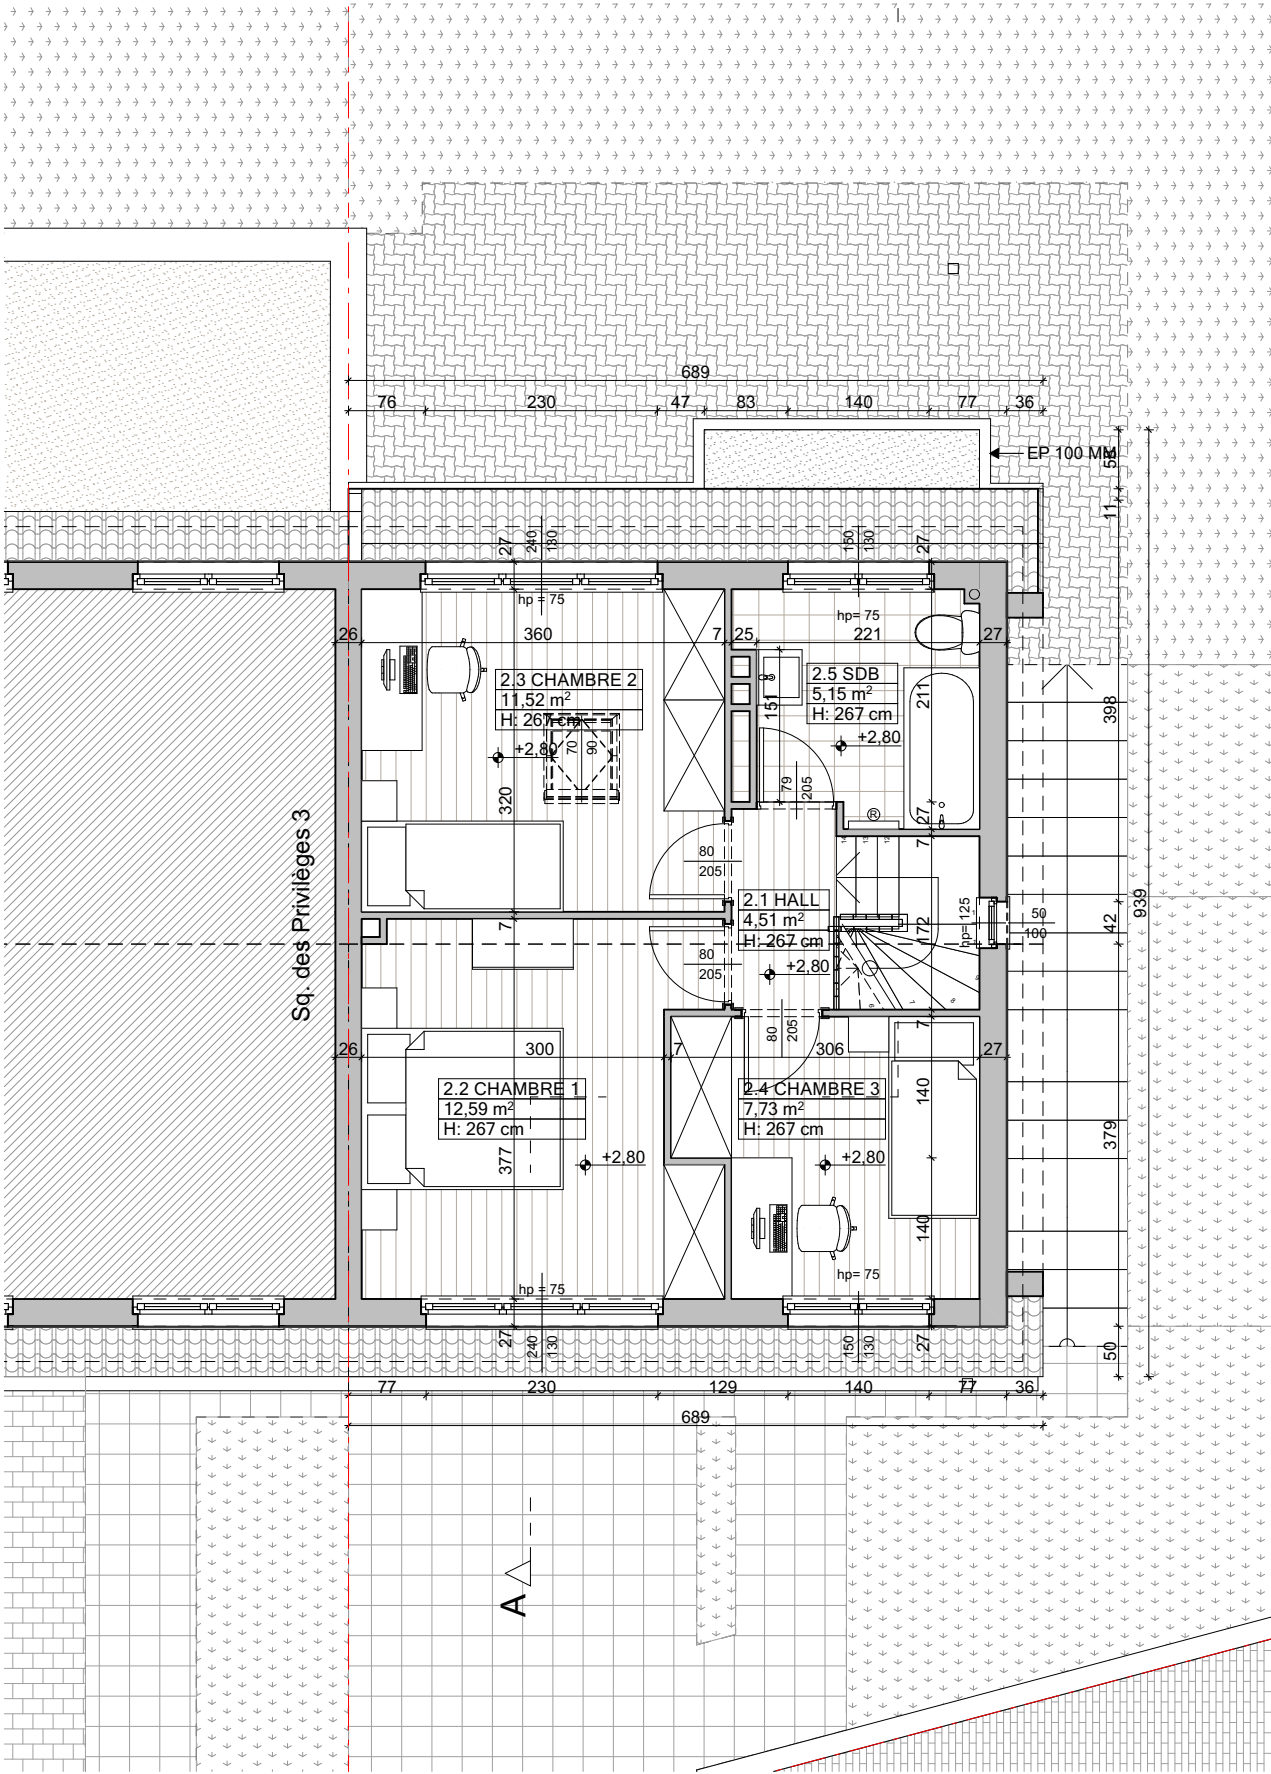 689
76 230 47 83 140 77 36
EP 100 MM
55
11
27
240
130
150
130
27
hp = 75
hp= 75
26 360 7 25 221 27
2.3 CHAMBRE 2
11,52 m²
H: 267 cm
+2,80
70
90
320
2.5 SDB
5,15 m²
H: 267 cm
+2,80
151
211
398
79
205
R
27
7
80
205
2.1 HALL
4,51 m²
H: 267 cm
+2,80
172
hp= 125
50
100
42
939
Sq. des Privilèges 3
7
80
205
80
205
7
26 300 7 306 27
2.2 CHAMBRE 1
12,59 m²
H: 267 cm
+2,80
377
2.4 CHAMBRE 3
7,73 m²
H: 267 cm
+2,80
140
140
379
hp = 75
hp= 75
27
240
130
150
130
27
50
77 230 129 140 77 36
689
A